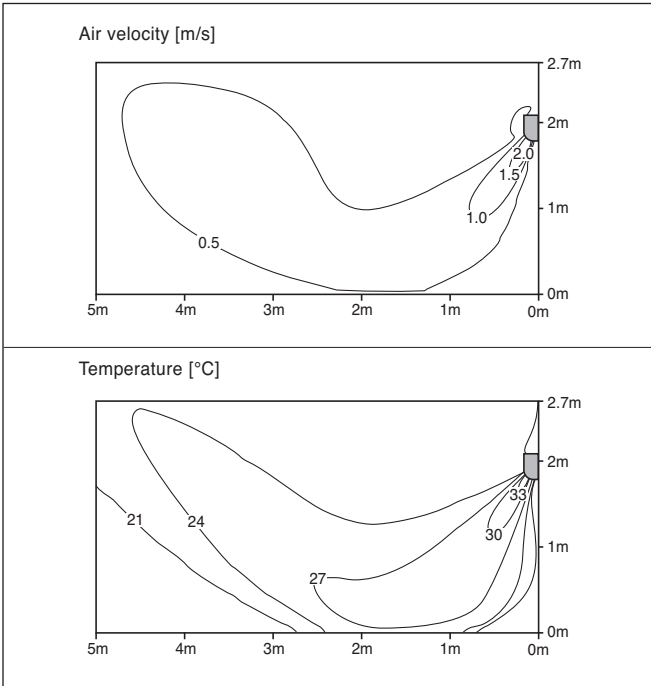 Air velocity [m/s]
2.7m
2m
2.0
1.5
1.0
1m
0.5
0m
5m 4m 3m 2m 1m 0m
Temperature [°C]
2.7m
2m
33
21 24 30
1m
27
0m
5m 4m 3m 2m 1m 0m